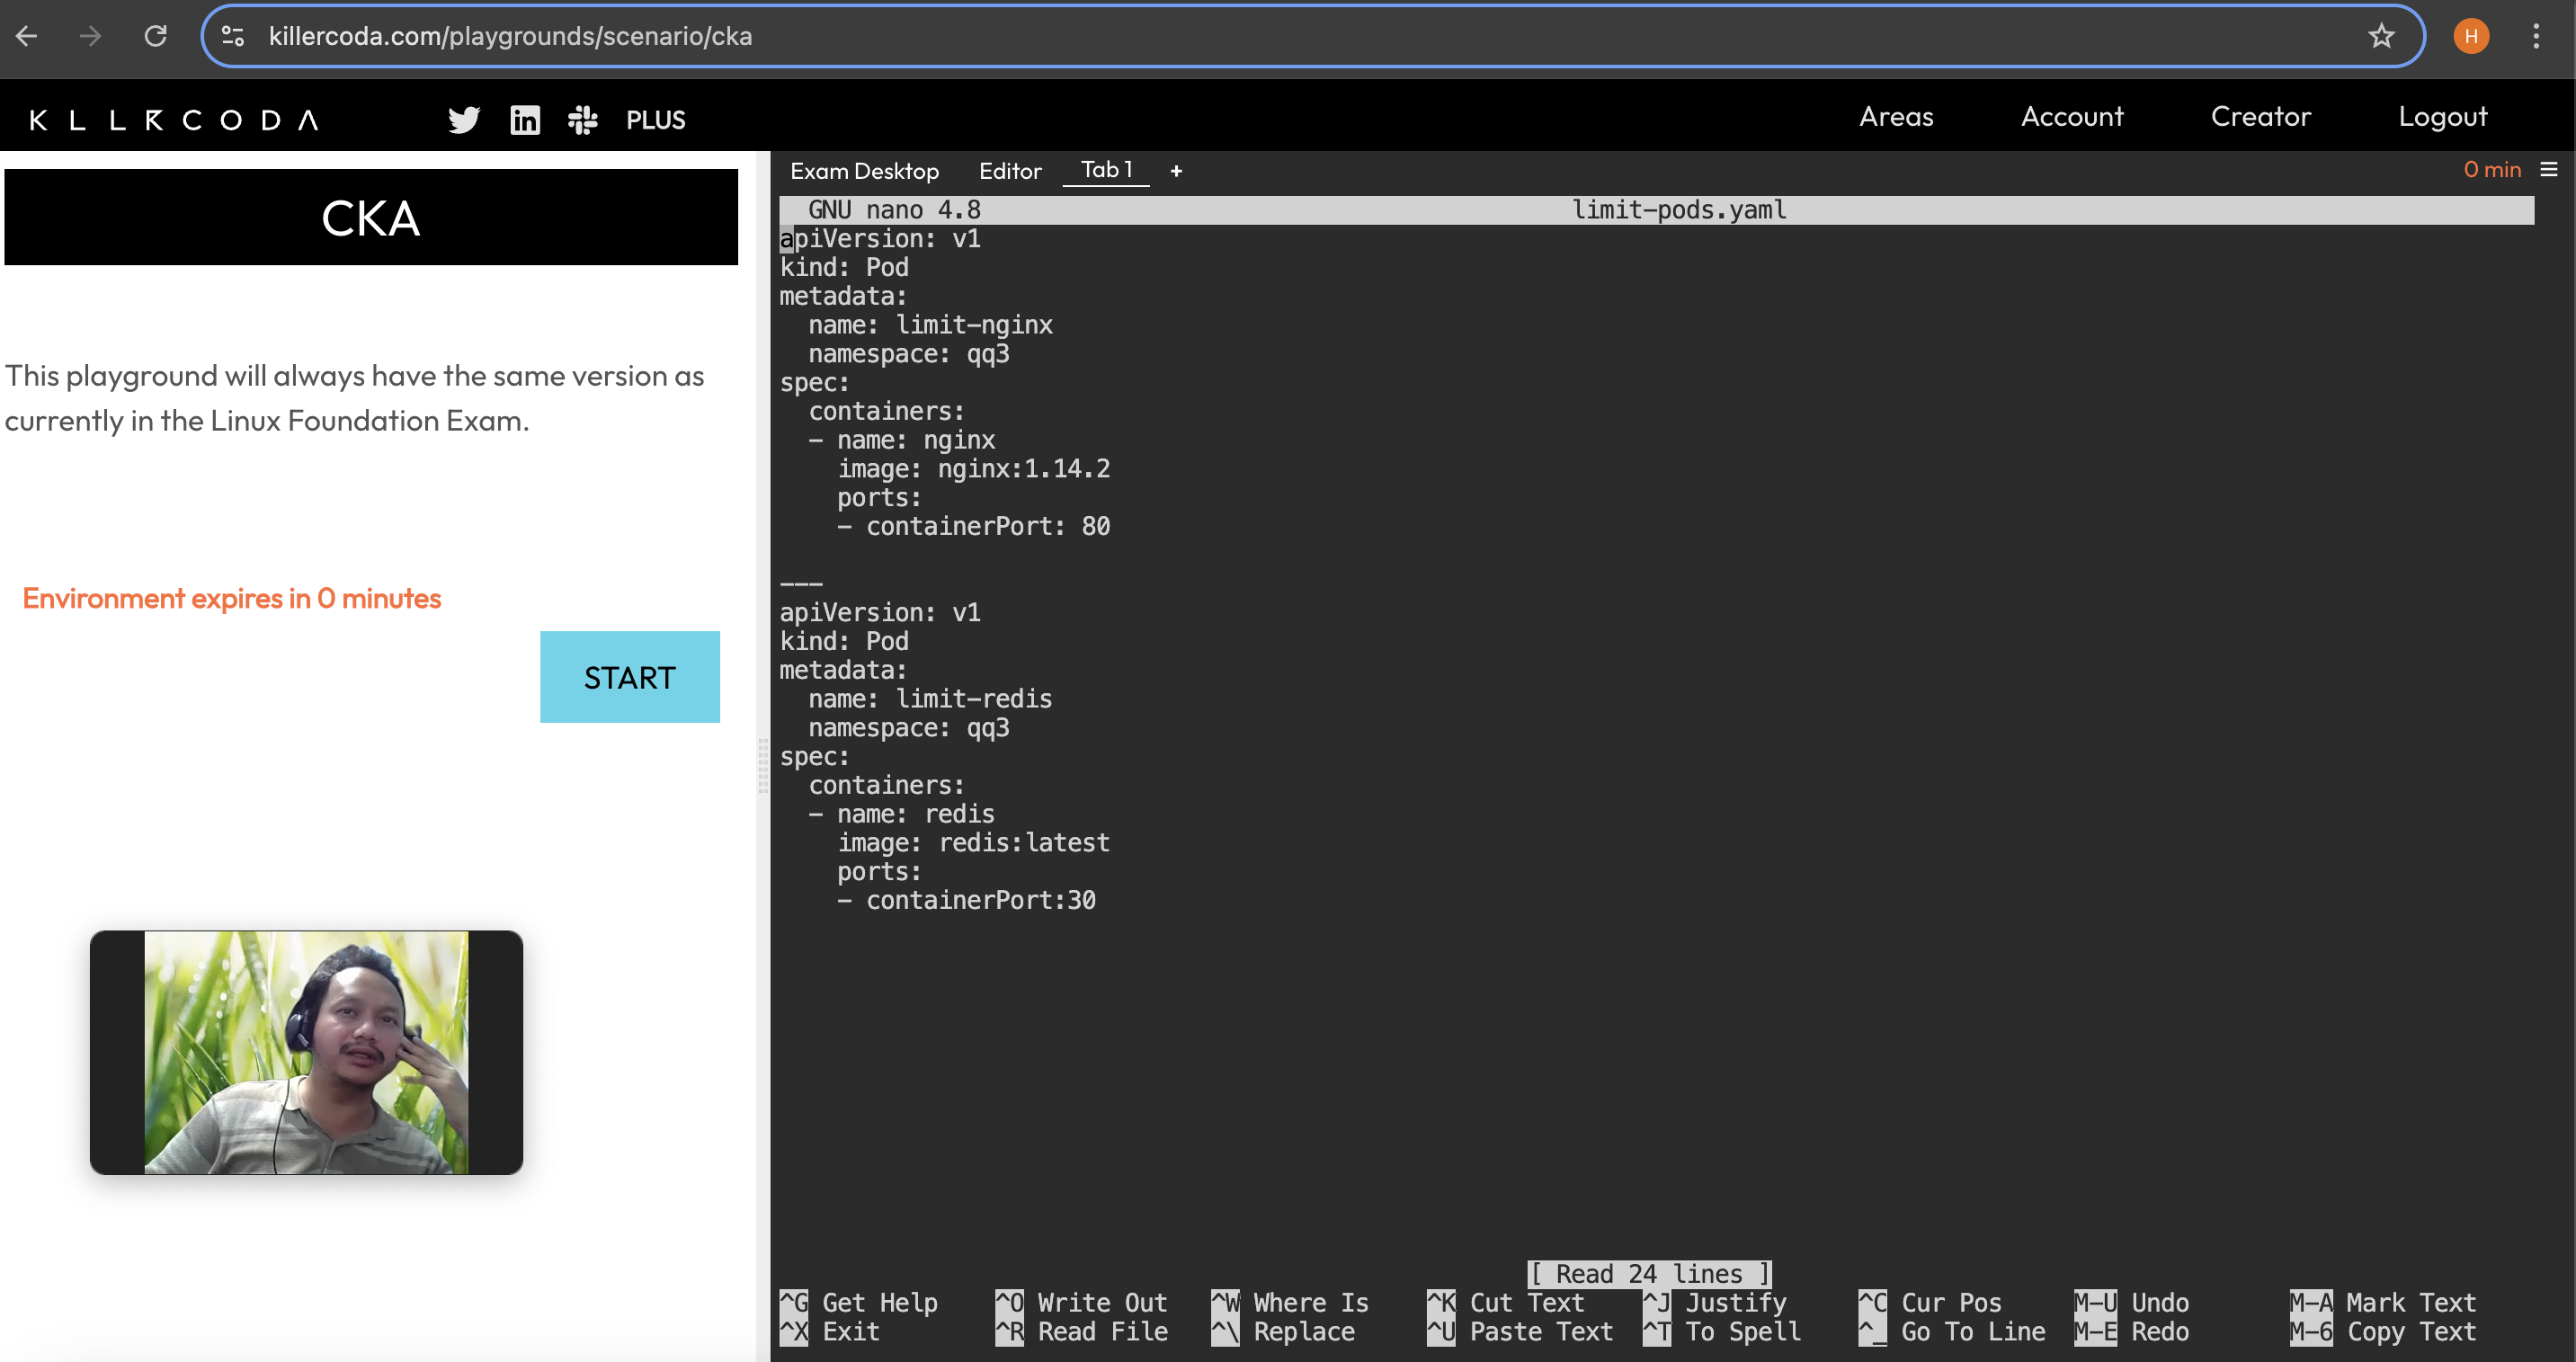 killercoda.com/playgrounds/scenario/cka
H
KLLRCODA
PLUS
Areas
Account
Creator
Logout
CKA
This playground will always have the same version as
currently in the Linux Foundation Exam.
Environment expires in 0 minutes
START
Exam Desktop
Editor
Tab 1
+
0 min
GNU nano 4.8 limit-pods.yaml
apiVersion: v1
kind: Pod
metadata:
  name: limit-nginx
  namespace: qq3
spec:
  containers:
  - name: nginx
    image: nginx:1.14.2
    ports:
    - containerPort: 80
---
apiVersion: v1
kind: Pod
metadata:
  name: limit-redis
  namespace: qq3
spec:
  containers:
  - name: redis
    image: redis:latest
    ports:
    - containerPort:30
[ Read 24 lines ]
^G Get Help ^O Write Out ^W Where Is ^K Cut Text ^J Justify ^C Cur Pos M-U Undo M-A Mark Text
^X Exit ^R Read File ^\ Replace ^U Paste Text ^T To Spell ^_ Go To Line M-E Redo M-6 Copy Text